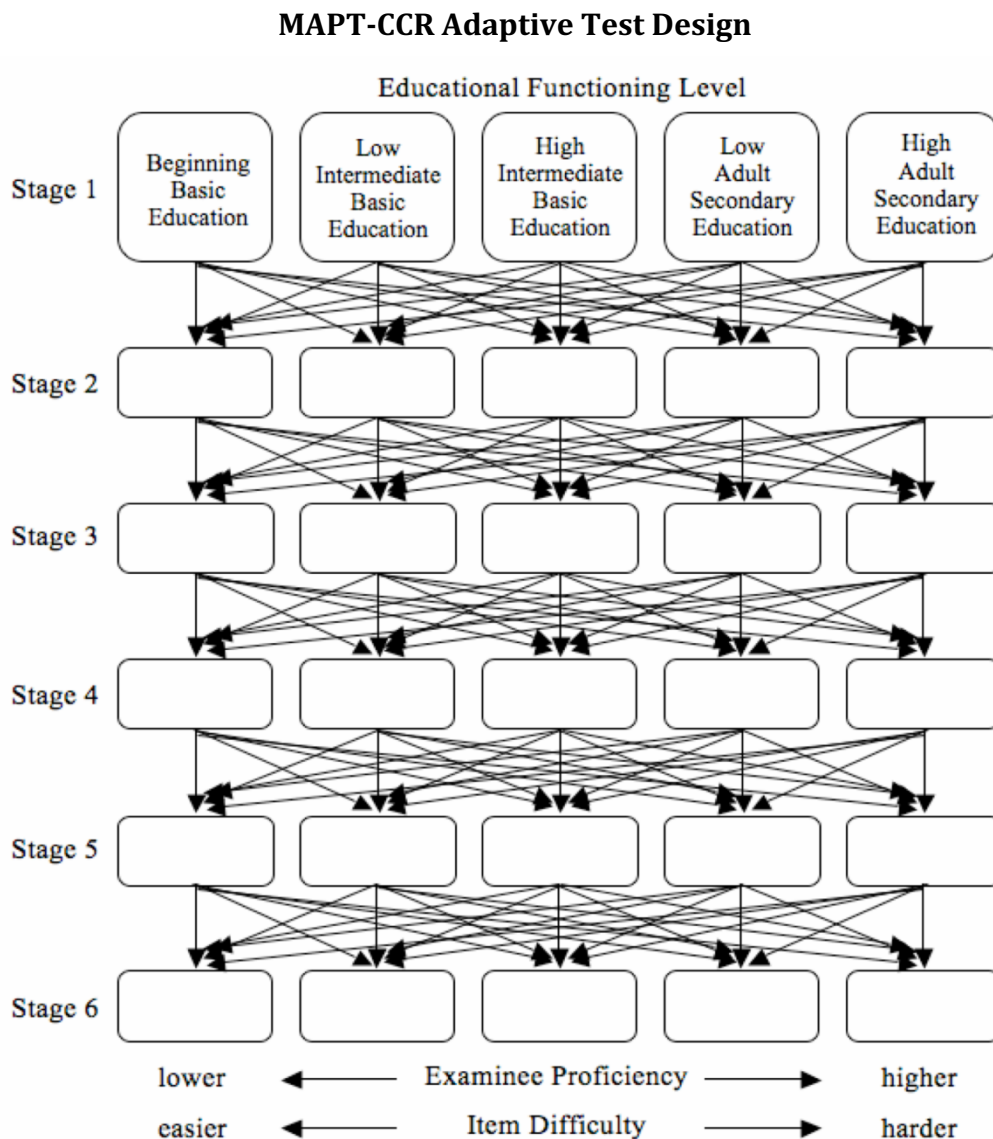 MAPT-CCR Adaptive Test Design
Educational Functioning Level
Stage 1
Beginning
Basic
Education
Low
Intermediate
Basic
Education
High
Intermediate
Basic
Education
Low
Adult
Secondary
Education
High
Adult
Secondary
Education
Stage 2
Stage 3
Stage 4
Stage 5
Stage 6
lower Examinee Proficiency higher
easier Item Difficulty harder